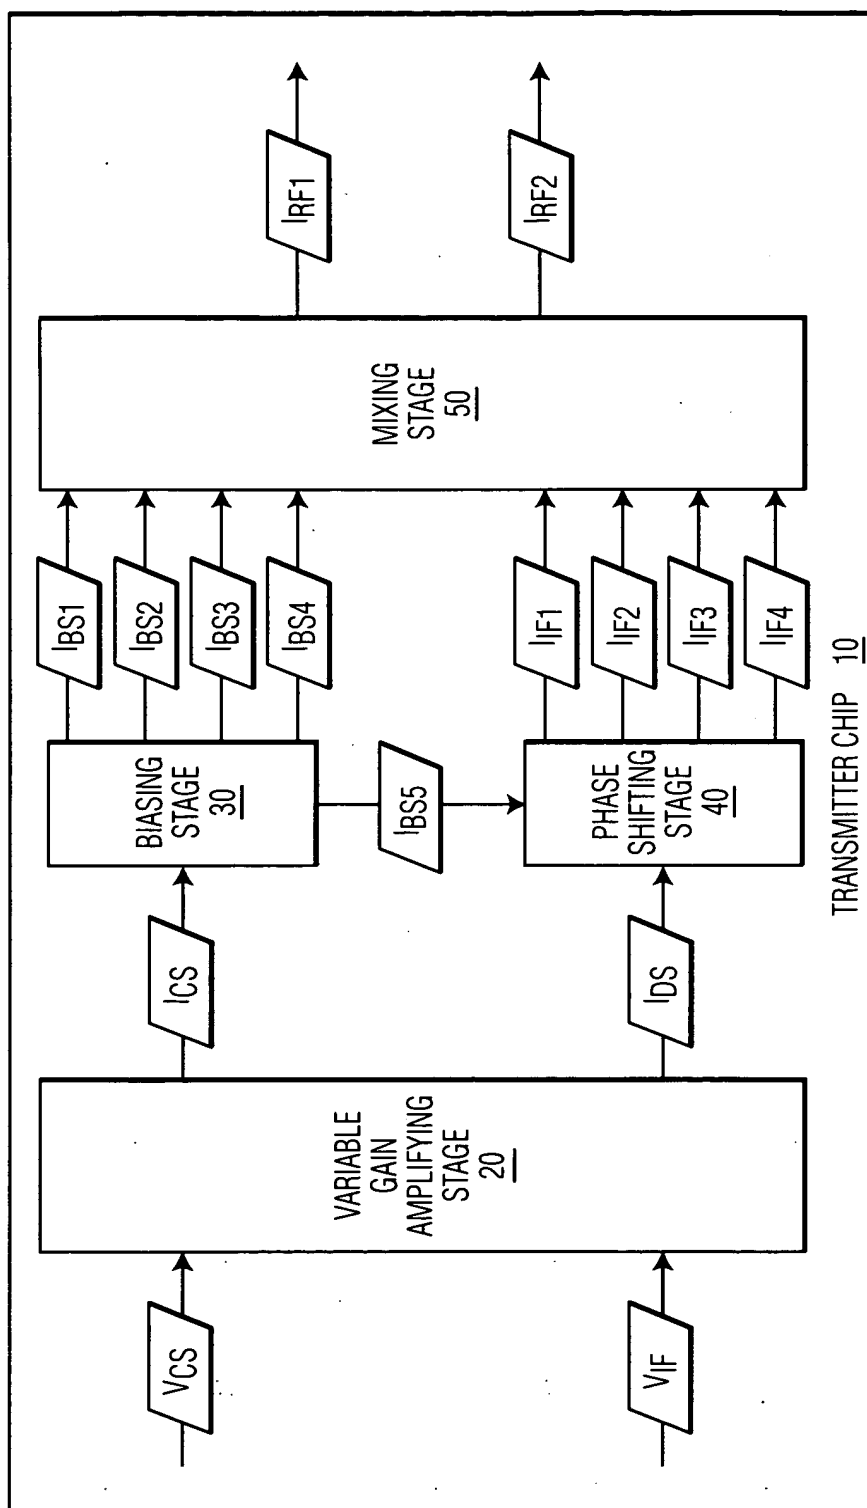 VCS
VIF
VARIABLE
GAIN
AMPLIFYING
STAGE
20
ICS
IDS
BIASING
STAGE
30
IBS5
PHASE
SHIFTING
STAGE
40
IBS1
IBS2
IBS3
IBS4
IIF1
IIF2
IIF3
IIF4
MIXING
STAGE
50
IRF1
IRF2
TRANSMITTER CHIP 10